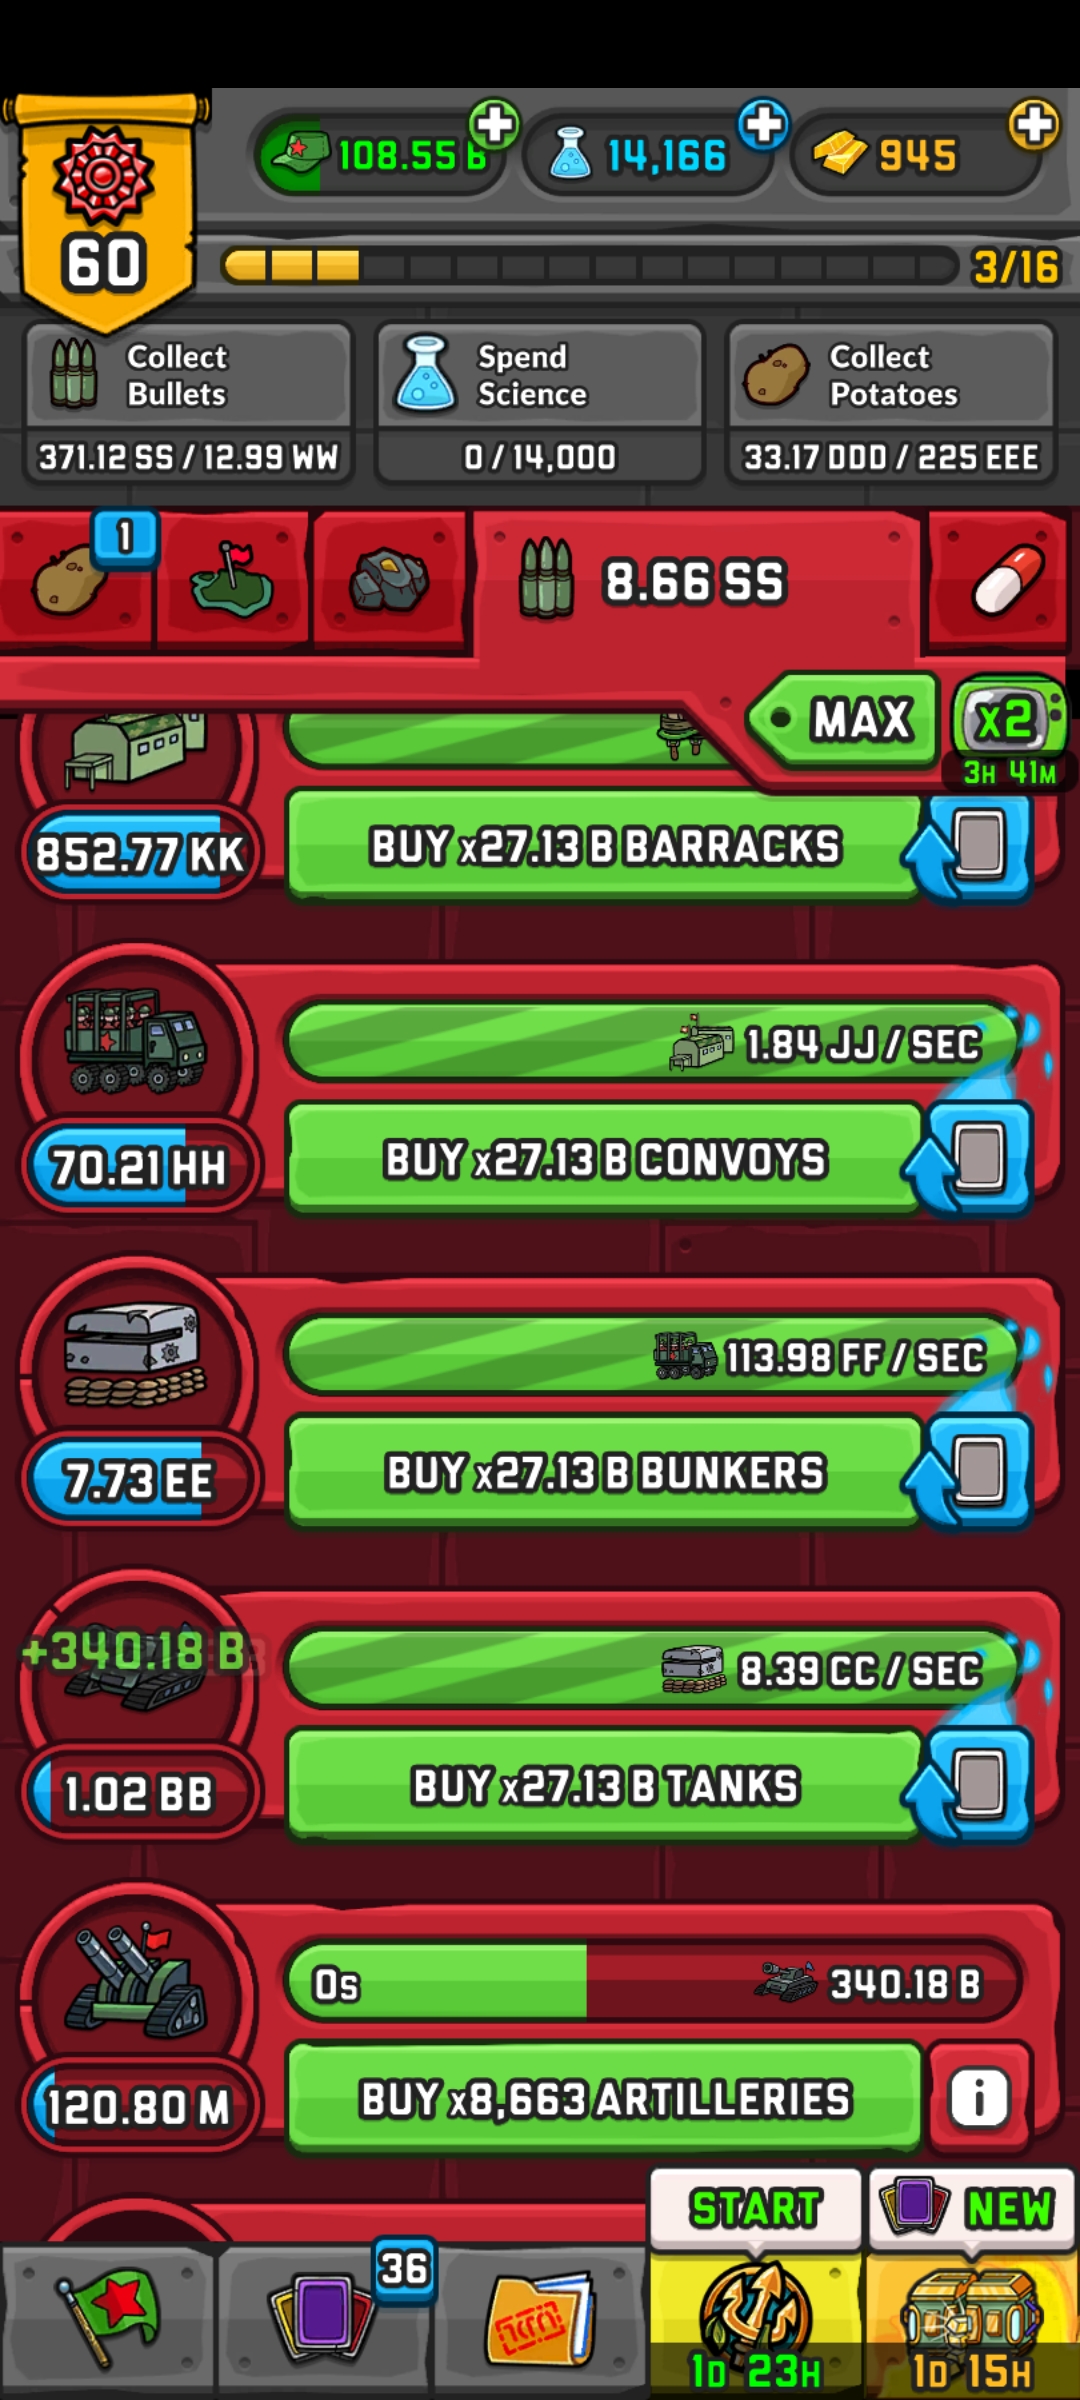 60
108.55 B
14,166
945
3/16
Collect
Bullets
371.12 SS / 12.99 WW
Spend
Science
0 / 14,000
Collect
Potatoes
33.17 DDD / 225 EEE
1
8.66 SS
MAX
x2
3H 41M
852.77 KK
BUY x27.13 B BARRACKS
1.84 JJ / SEC
70.21 HH
BUY x27.13 B CONVOYS
113.98 FF / SEC
7.73 EE
BUY x27.13 B BUNKERS
+340.18 B
8.39 CC / SEC
1.02 BB
BUY x27.13 B TANKS
0s
340.18 B
120.80 M
BUY x8,663 ARTILLERIES
i
START
NEW
36
1D 23H
1D 15H